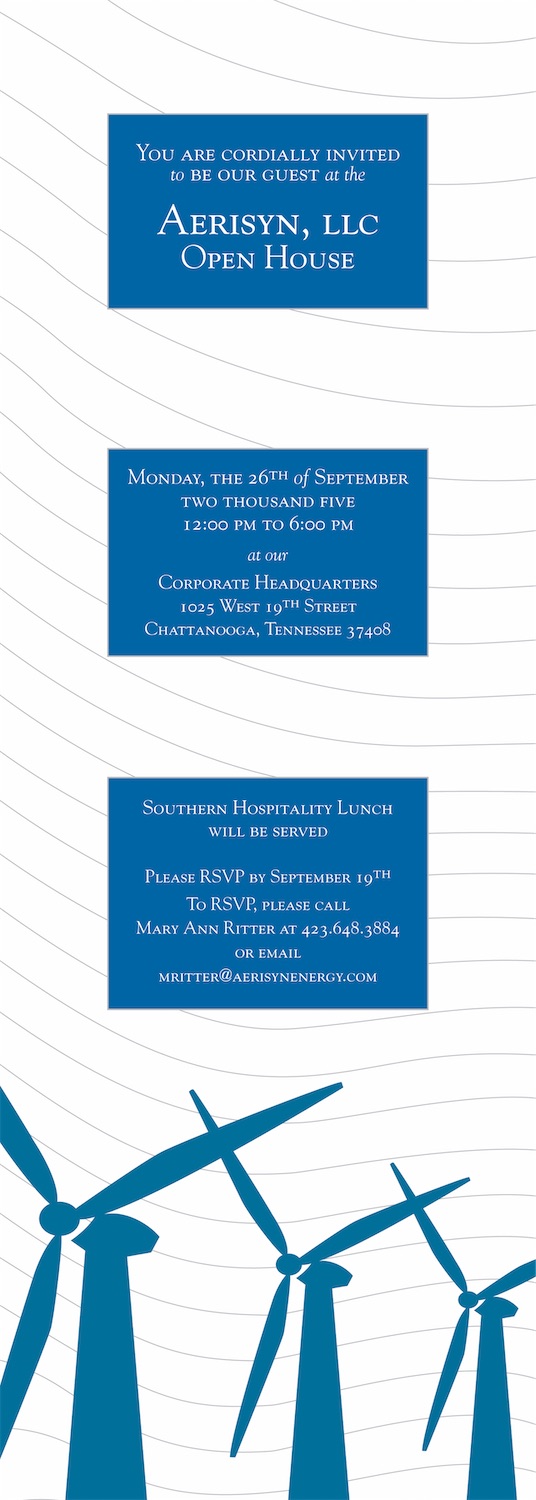 You are cordially invited
to be our guest at the
Aerisyn, llc
Open House
Monday, the 26th of September
two thousand five
12:00 pm to 6:00 pm
at our
Corporate Headquarters
1025 West 19th Street
Chattanooga, Tennessee 37408
Southern Hospitality Lunch
will be served
Please RSVP by September 19th
To RSVP, please call
Mary Ann Ritter at 423.648.3884
or email
mritter@aerisynenergy.com